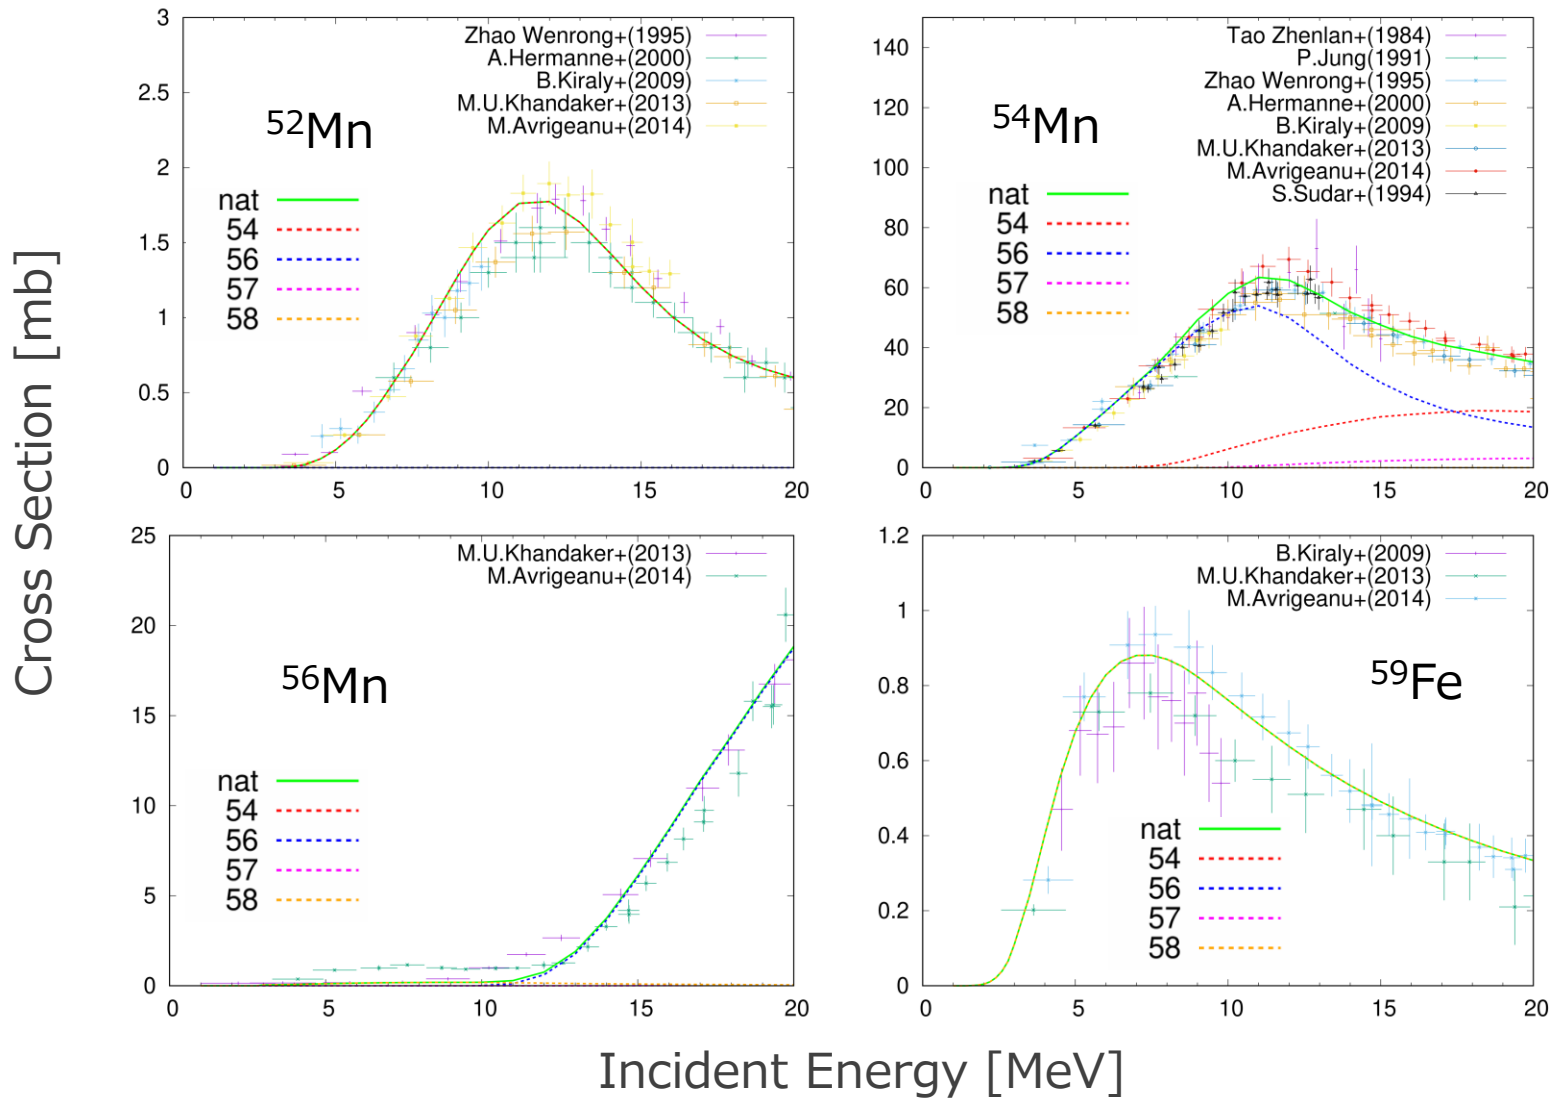 Cross Section [mb]
3
2.5
2
1.5
1
0.5
0
0
5
10
15
20
Zhao Wenrong+(1995)
A.Hermanne+(2000)
B.Kiraly+(2009)
M.U.Khandaker+(2013)
M.Avrigeanu+(2014)
52Mn
nat
54
56
57
58
140
120
100
80
60
40
20
0
0
5
10
15
20
Tao Zhenlan+(1984)
P.Jung(1991)
Zhao Wenrong+(1995)
A.Hermanne+(2000)
B.Kiraly+(2009)
M.U.Khandaker+(2013)
M.Avrigeanu+(2014)
S.Sudar+(1994)
54Mn
nat
54
56
57
58
25
20
15
10
5
0
0
5
10
15
20
M.U.Khandaker+(2013)
M.Avrigeanu+(2014)
56Mn
nat
54
56
57
58
1.2
1
0.8
0.6
0.4
0.2
0
0
5
10
15
20
B.Kiraly+(2009)
M.U.Khandaker+(2013)
M.Avrigeanu+(2014)
59Fe
nat
54
56
57
58
Incident Energy [MeV]